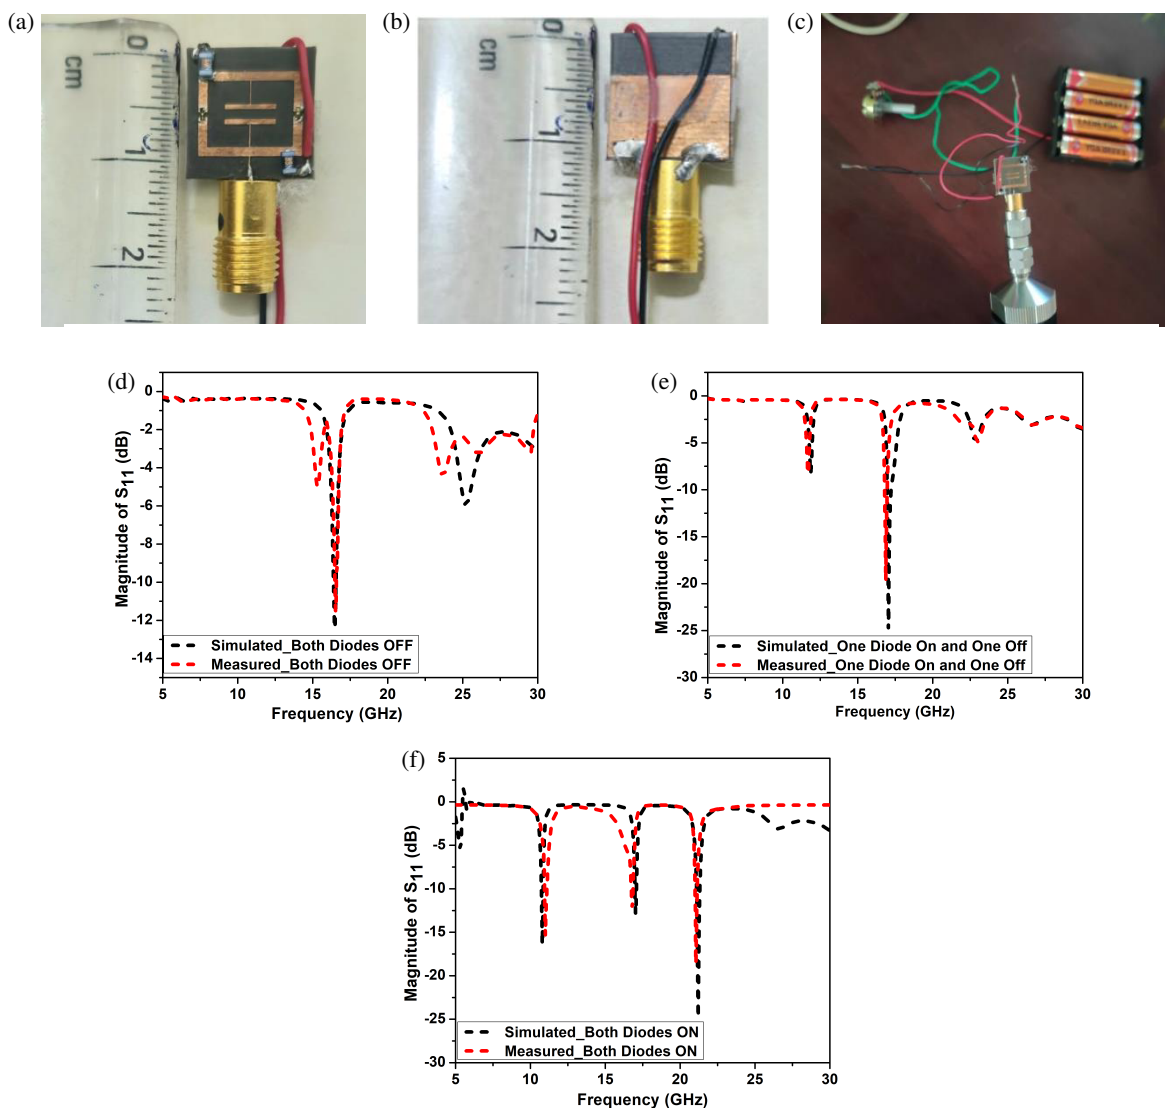 (a)
0
cm
1
2
(b)
0
cm
1
2
(c)
(d)
0
-2
-4
-6
-8
-10
-12
-14
Magnitude of S11 (dB)
Simulated_Both Diodes OFF
Measured_Both Diodes OFF
5 10 15 20 25 30
Frequency (GHz)
(e)
0
-5
-10
-15
-20
-25
-30
Magnitude of S11 (dB)
Simulated_One Diode On and One Off
Measured_One Diode On and One Off
5 10 15 20 25 30
Frequency (GHz)
(f)
5
0
-5
-10
-15
-20
-25
-30
Magnitude of S11 (dB)
Simulated_Both Diodes ON
Measured_Both Diodes ON
5 10 15 20 25 30
Frequency (GHz)